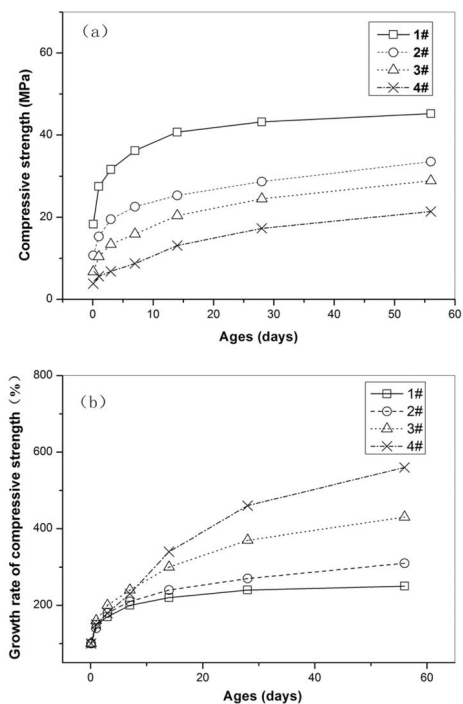 (a)
1#
2#
3#
4#
Compressive strength (MPa)
60
40
20
0
0 10 20 30 40 50 60
Ages (days)
(b)
1#
2#
3#
4#
Growth rate of compressive strength（%）
800
600
400
200
0 20 40 60
Ages (days)